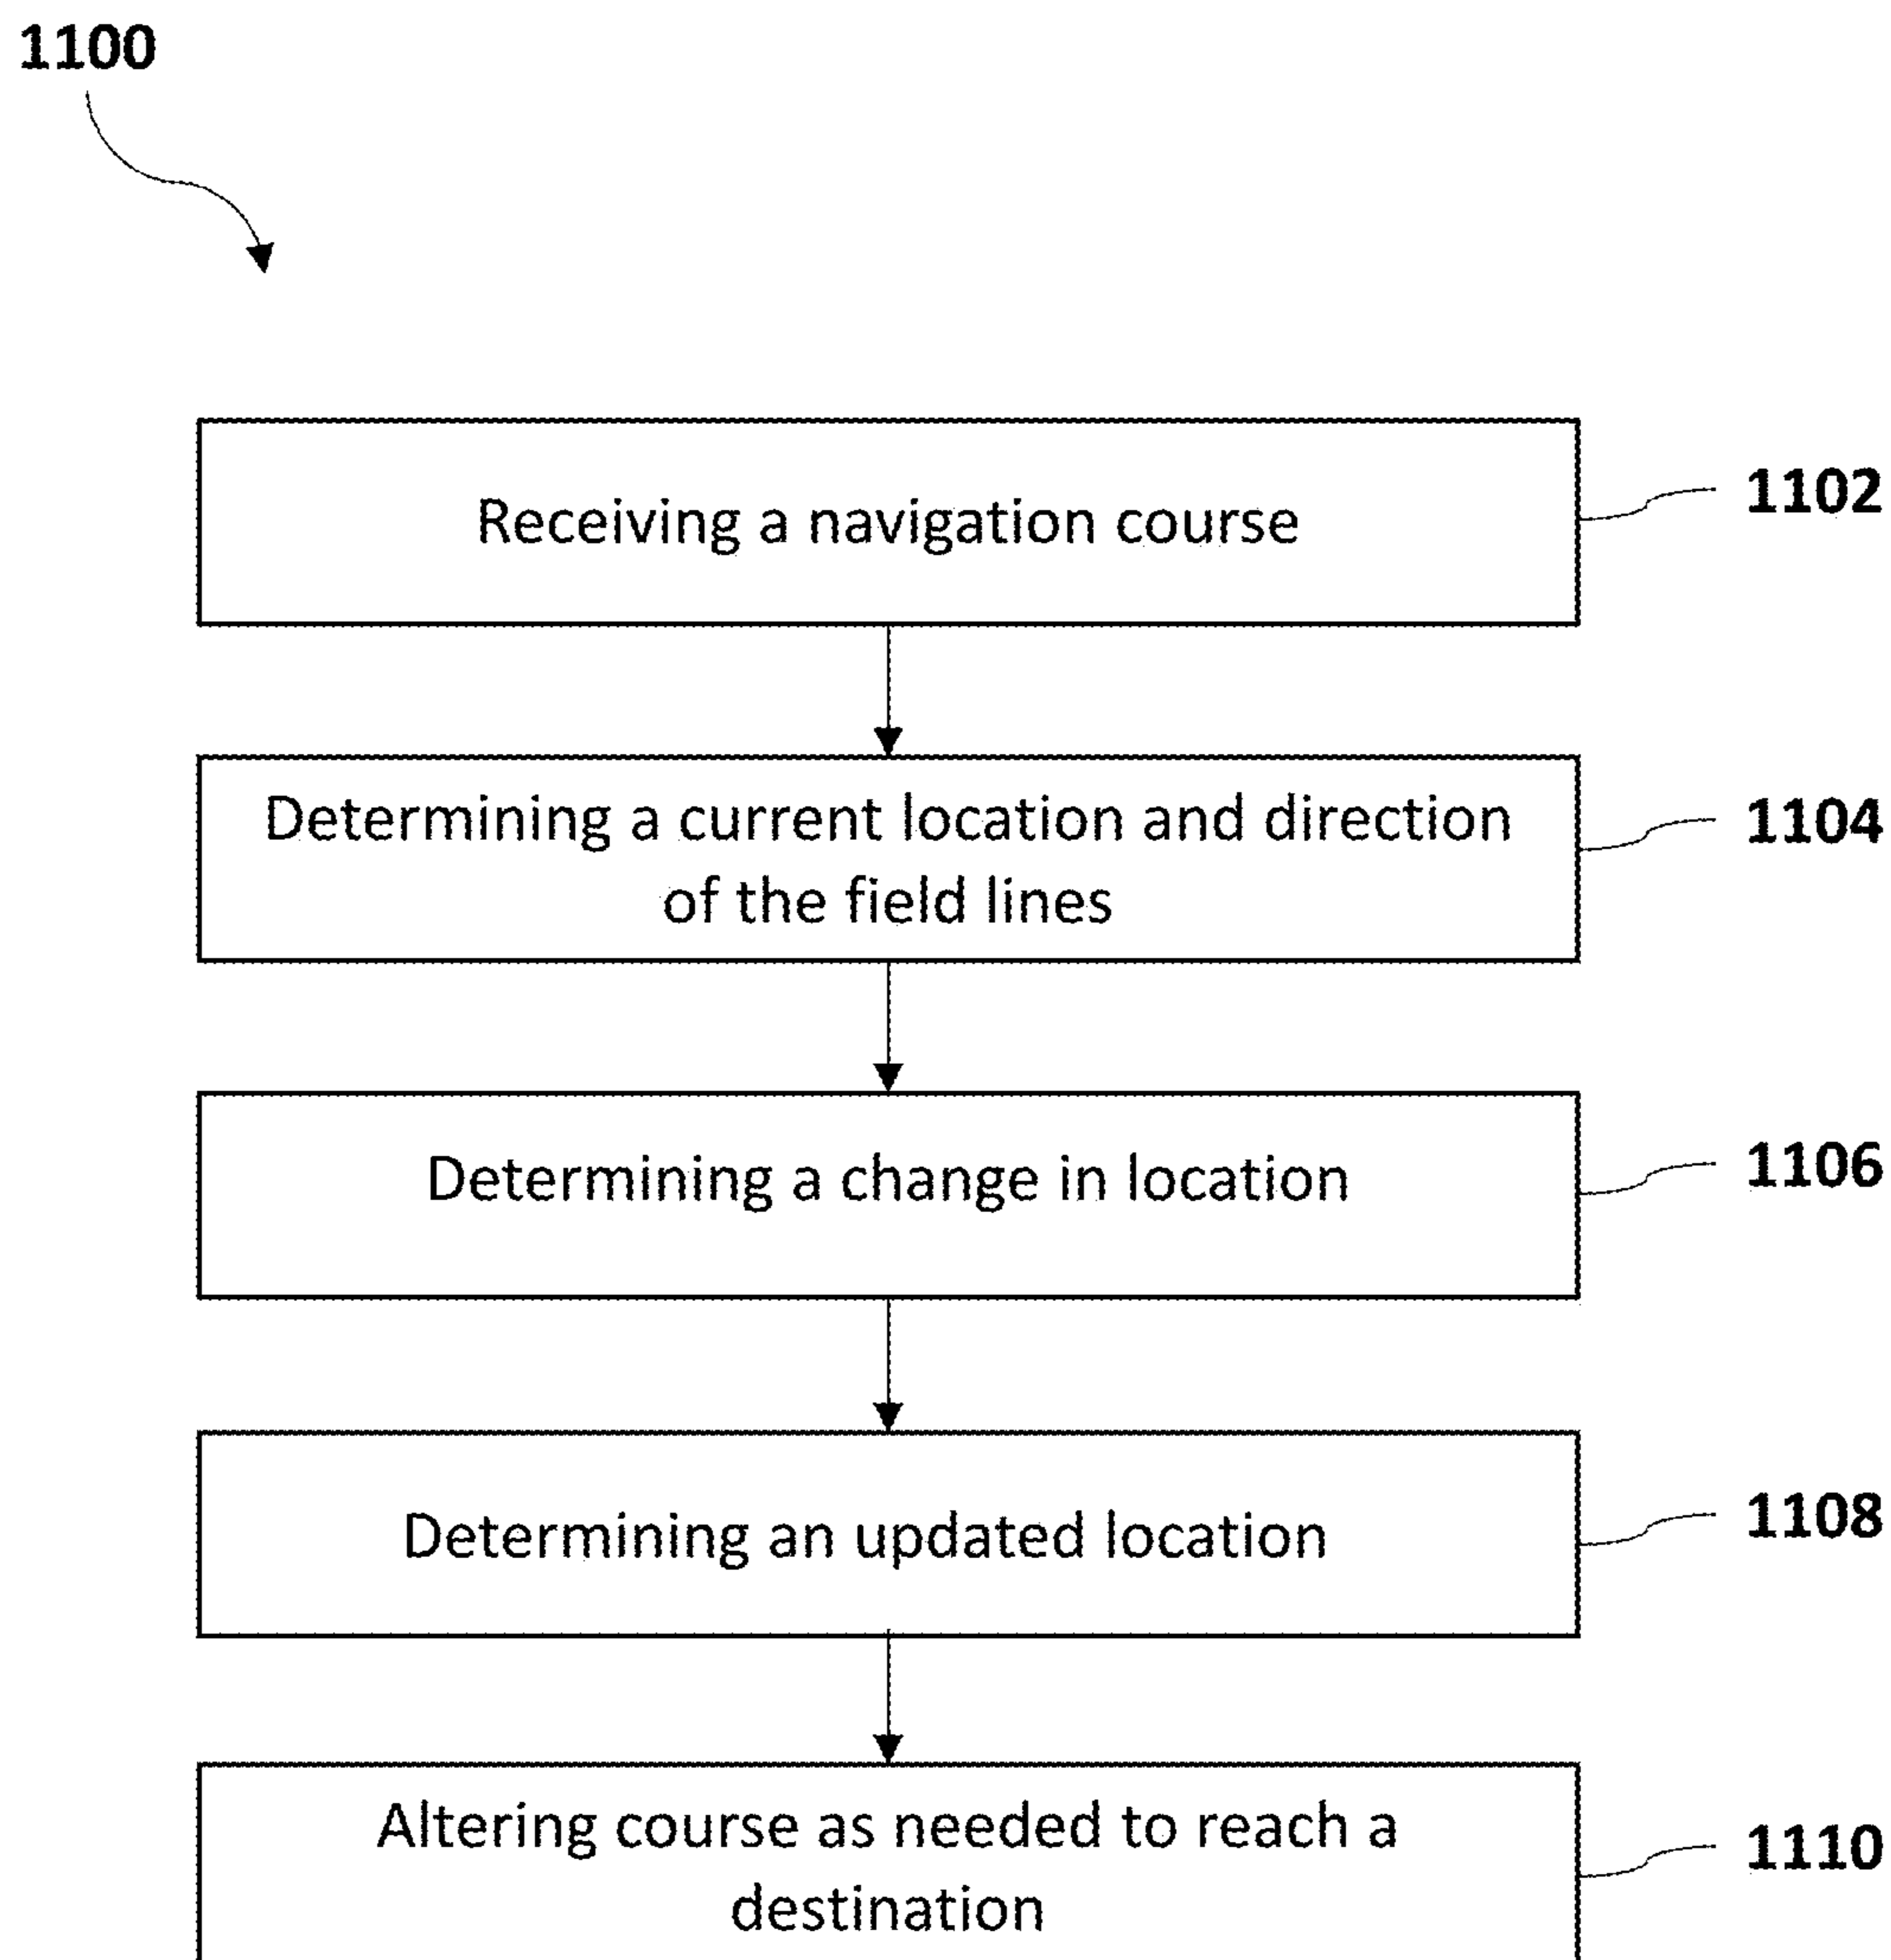 1100
Receiving a navigation course
1102
Determining a current location and direction
of the field lines
1104
Determining a change in location
1106
Determining an updated location
1108
Altering course as needed to reach a
destination
1110